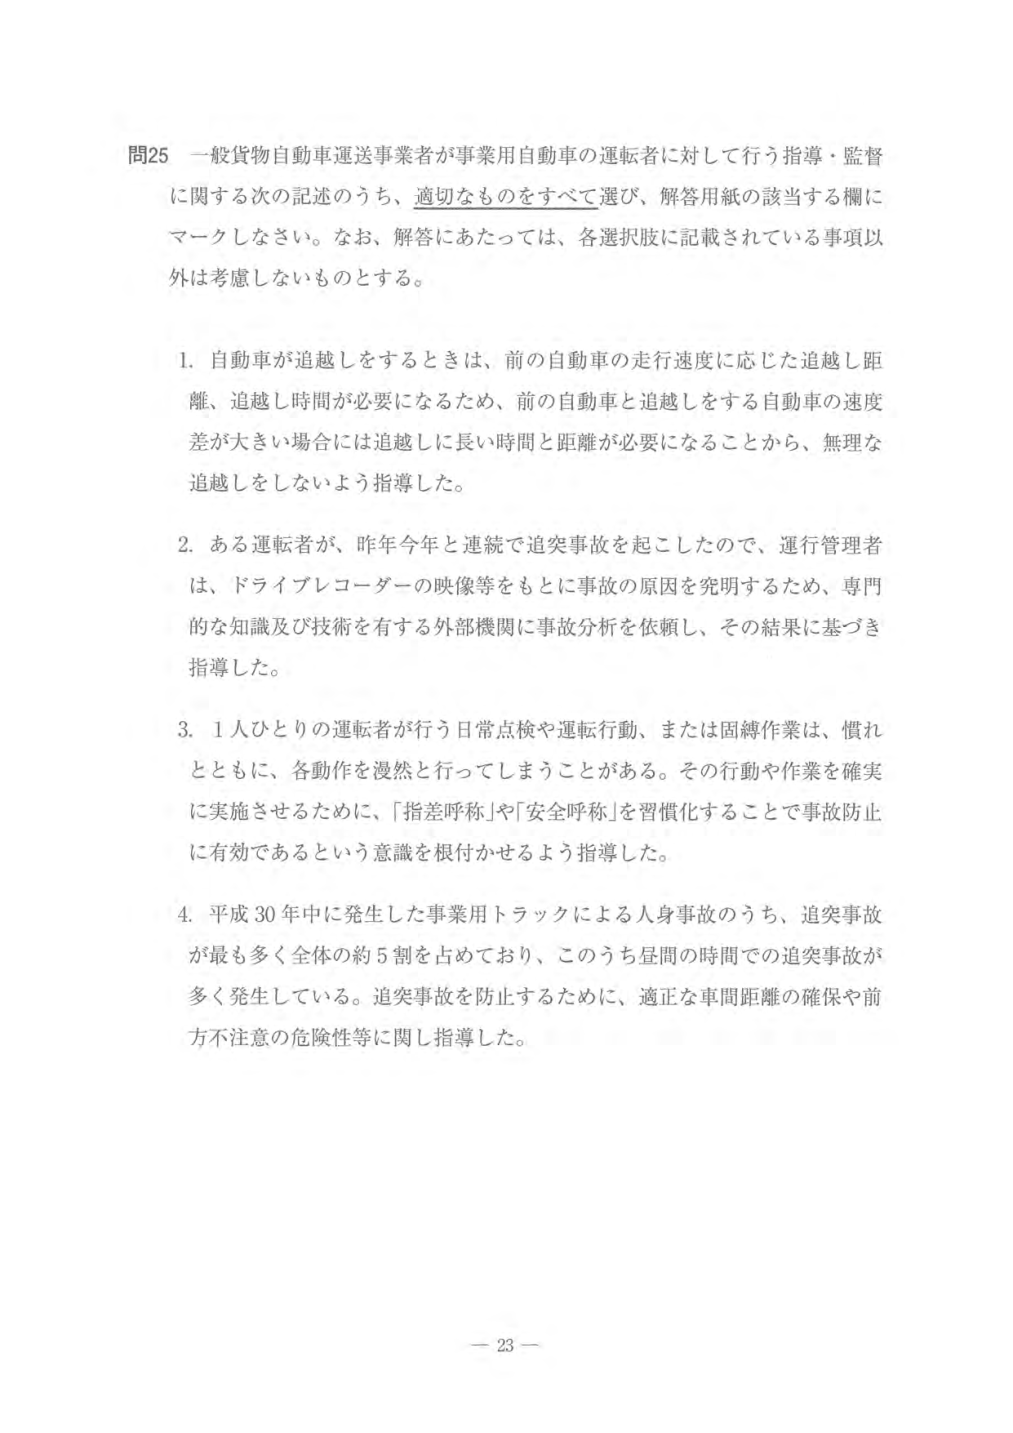 問25　一般貨物自動車運送事業者が事業用自動車の運転者に対して行う指導・監督
に関する次の記述のうち、適切なものをすべて選び、解答用紙の該当する欄に
マークしなさい。なお、解答にあたっては、各選択肢に記載されている事項以
外は考慮しないものとする。
1. 自動車が追越しをするときは、前の自動車の走行速度に応じた追越し距
離、追越し時間が必要になるため、前の自動車と追越しをする自動車の速度
差が大きい場合には追越しに長い時間と距離が必要になることから、無理な
追越しをしないよう指導した。
2. ある運転者が、昨年今年と連続で追突事故を起こしたので、運行管理者
は、ドライブレコーダーの映像等をもとに事故の原因を究明するため、専門
的な知識及び技術を有する外部機関に事故分析を依頼し、その結果に基づき
指導した。
3. 1人ひとりの運転者が行う日常点検や運転行動、または固縛作業は、慣れ
とともに、各動作を漫然と行ってしまうことがある。その行動や作業を確実
に実施させるために、「指差呼称」や「安全呼称」を習慣化することで事故防止
に有効であるという意識を根付かせるよう指導した。
4. 平成30年中に発生した事業用トラックによる人身事故のうち、追突事故
が最も多く全体の約5割を占めており、このうち昼間の時間での追突事故が
多く発生している。追突事故を防止するために、適正な車間距離の確保や前
方不注意の危険性等に関し指導した。
— 23 —